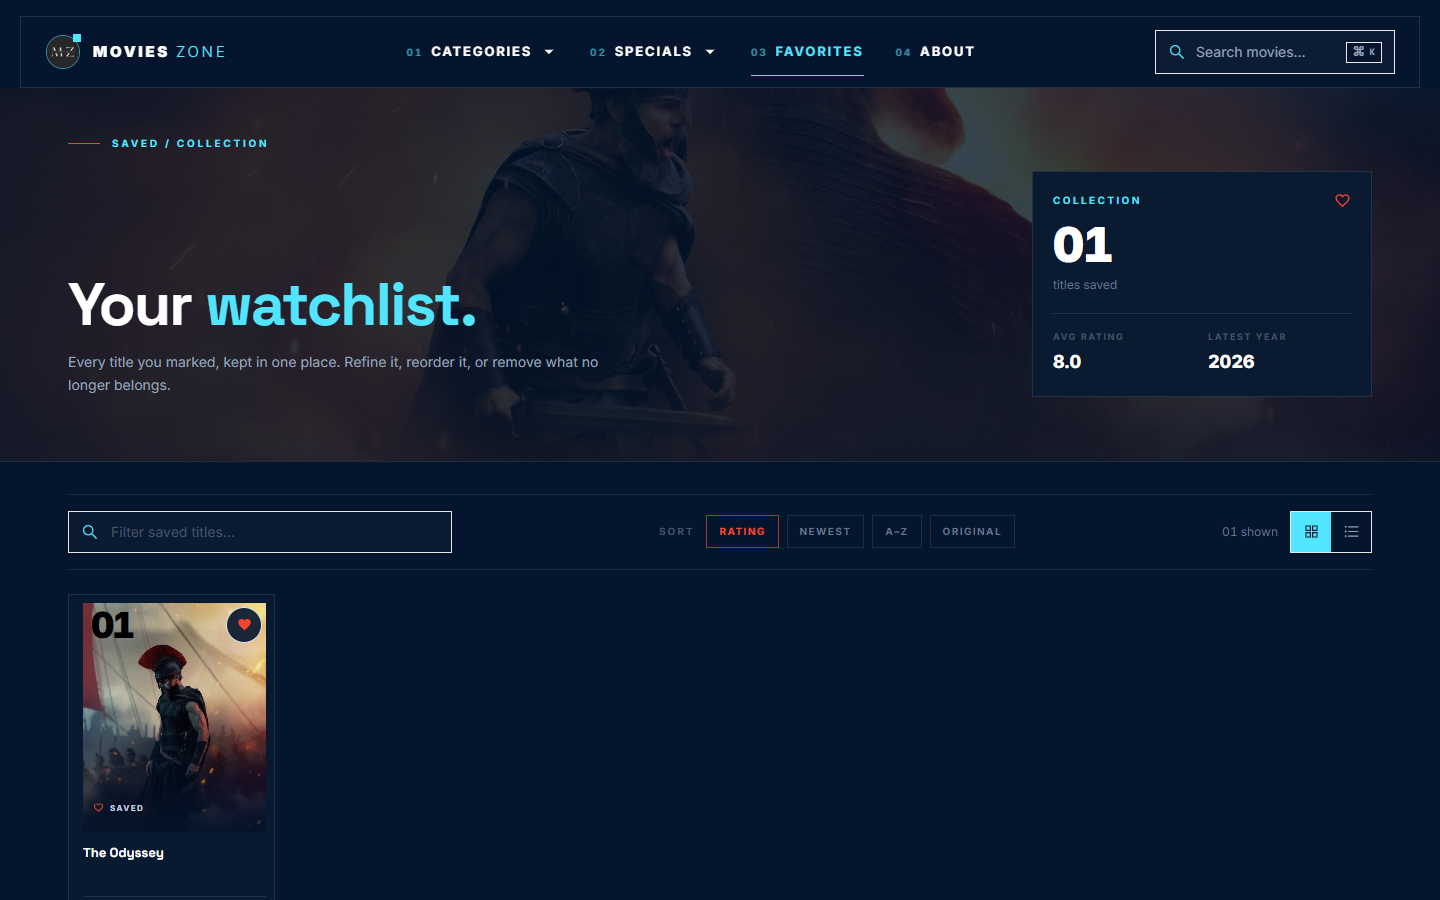 MZ MOVIES ZONE
01 CATEGORIES
02 SPECIALS
03 FAVORITES
04 ABOUT
Search movies...
⌘ K
SAVED / COLLECTION
Your watchlist.
Every title you marked, kept in one place. Refine it, reorder it, or remove what no
longer belongs.
COLLECTION
01
titles saved
AVG RATING
8.0
LATEST YEAR
2026
Filter saved titles...
SORT
RATING
NEWEST
A–Z
ORIGINAL
01 shown
01
SAVED
The Odyssey